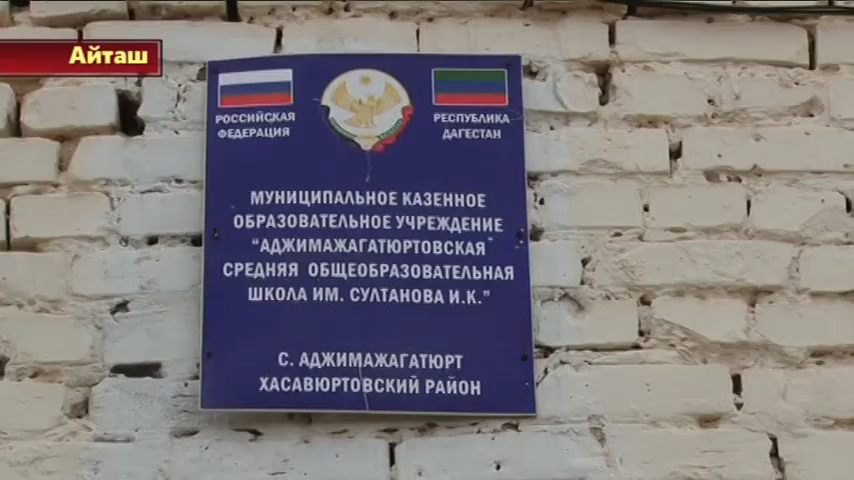 Айташ
РОССИЙСКАЯ
ФЕДЕРАЦИЯ
РЕСПУБЛИКА
ДАГЕСТАН
МУНИЦИПАЛЬНОЕ КАЗЕННОЕ
ОБРАЗОВАТЕЛЬНОЕ УЧРЕЖДЕНИЕ
"АДЖИМАЖАГАТЮРТОВСКАЯ
СРЕДНЯЯ ОБЩЕОБРАЗОВАТЕЛЬНАЯ
ШКОЛА ИМ. СУЛТАНОВА И.К."
С. АДЖИМАЖАГАТЮРТ
ХАСАВЮРТОВСКИЙ РАЙОН